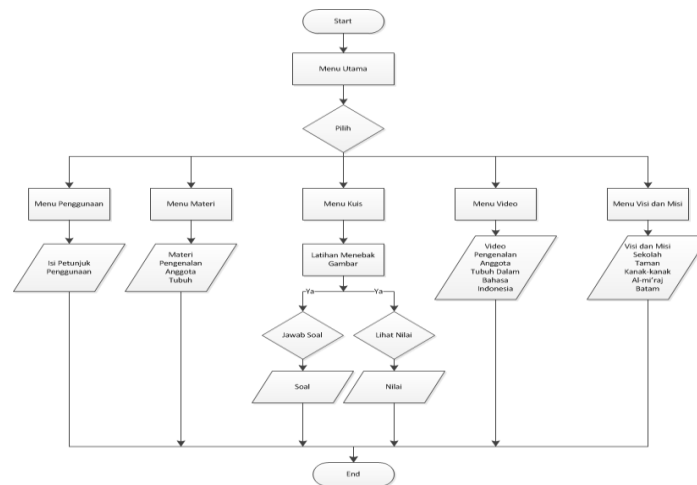 Start
Menu Utama
Pilih
Menu Penggunaan
Menu Materi
Menu Kuis
Menu Video
Menu Visi dan Misi
Isi Petunjuk
Penggunaan
Materi
Pengenalan
Anggota
Tubuh
Latihan Menebak
Gambar
Video
Pengenalan
Anggota
Tubuh Dalam
Bahasa
Indonesia
Visi dan Misi
Sekolah
Taman
Kanak-kanak
Al-mi'raj
Batam
Ya
Ya
Jawab Soal
Lihat Nilai
Soal
Nilai
End